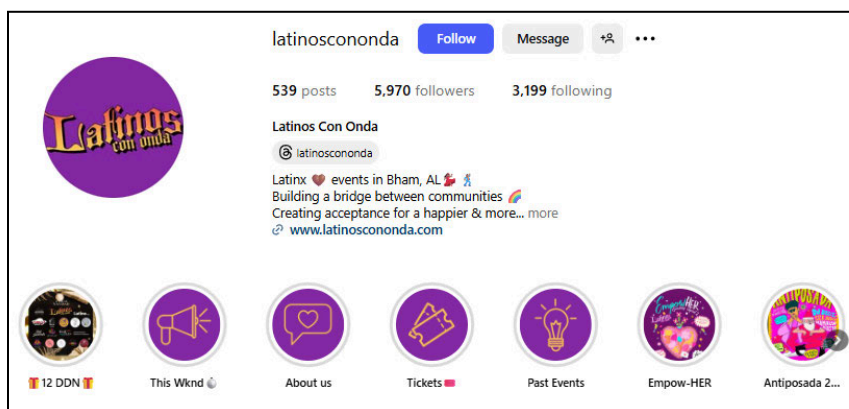 latinoscononda Follow Message
539 posts 5,970 followers 3,199 following
Latinos Con Onda
latinoscononda
Latinos
con onda
Latinx 🤎 events in Bham, AL 💃🏽 🕺
Building a bridge between communities 🌈
Creating acceptance for a happier & more... more
www.latinoscononda.com
EmpowHER
ANTIPOSADA
🎁 12 DDN 🎁
This Wknd
About us
Tickets 🎟
Past Events
Empow-HER
Antiposada 2...